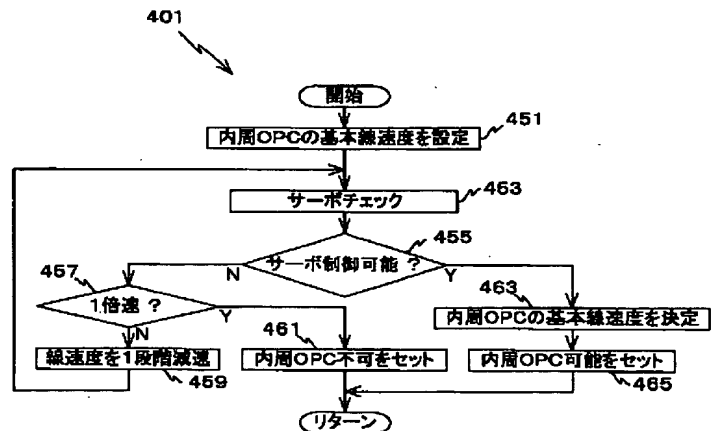 401
開始
内周OPCの基本線速度を設定
451
サーボチェック
463
サーボ制御可能 ?
455
N
Y
457
1倍速 ?
Y
N
線速度を1段階減速
459
461
内周OPC不可をセット
463
内周OPCの基本線速度を決定
内周OPC可能をセット
465
リターン